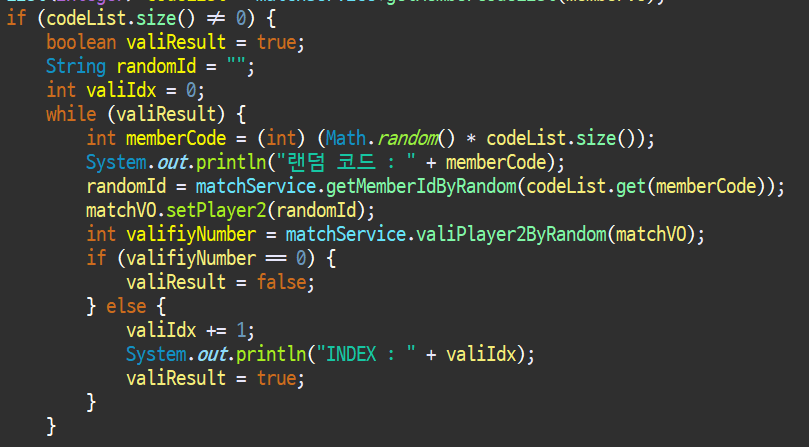 if (codeList.size() ≠ 0) {
boolean valiResult = true;
String randomId = "";
int valiIdx = 0;
while (valiResult) {
int memberCode = (int) (Math.random() * codeList.size());
System.out.println("랜덤 코드 : " + memberCode);
randomId = matchService.getMemberIdByRandom(codeList.get(memberCode));
matchVO.setPlayer2(randomId);
int valifiyNumber = matchService.valiPlayer2ByRandom(matchVO);
if (valifiyNumber == 0) {
valiResult = false;
} else {
valiIdx += 1;
System.out.println("INDEX : " + valiIdx);
valiResult = true;
}
}